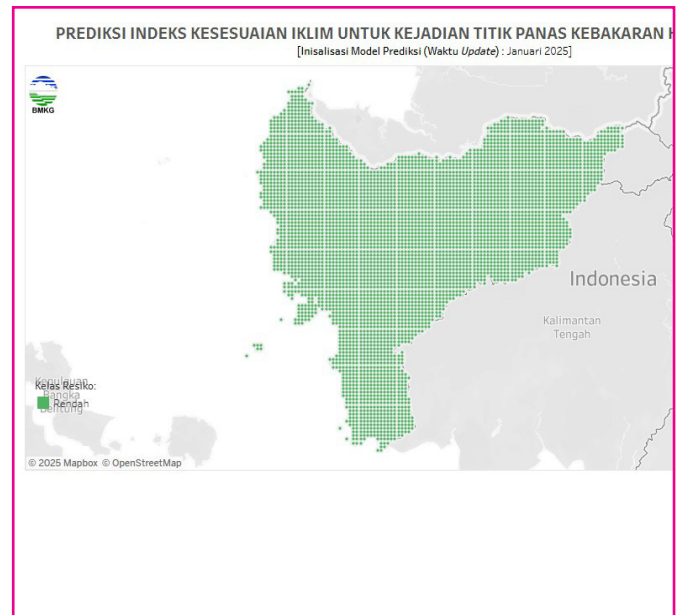 PREDIKSI INDEKS KESESUAIAN IKLIM UNTUK KEJADIAN TITIK PANAS KEBAKARAN H
[Inisalisasi Model Prediksi (Waktu Update) : Januari 2025]
BMKG
Indonesia
Kalimantan
Tengah
Kepulauan
Kelas Resiko:
Bangka
Rendah
Belitung
© 2025 Mapbox © OpenStreetMap